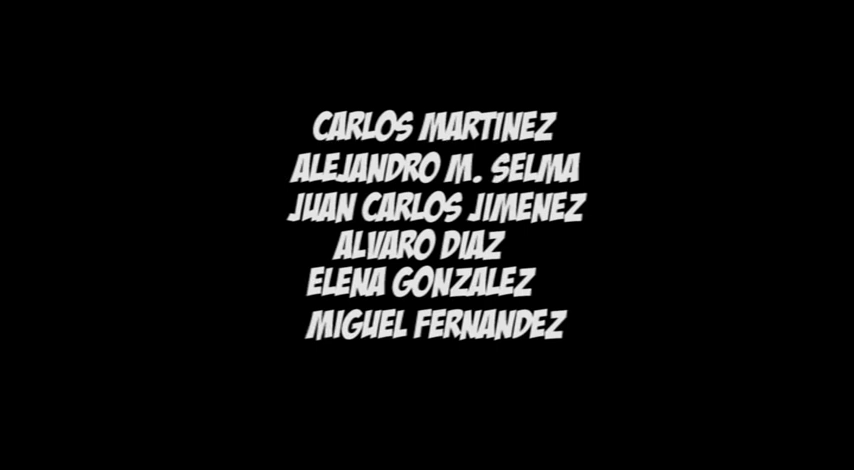 CARLOS MARTINEZ
ALEJANDRO M. SELMA
JUAN CARLOS JIMENEZ
ALVARO DIAZ
ELENA GONZALEZ
MIGUEL FERNANDEZ